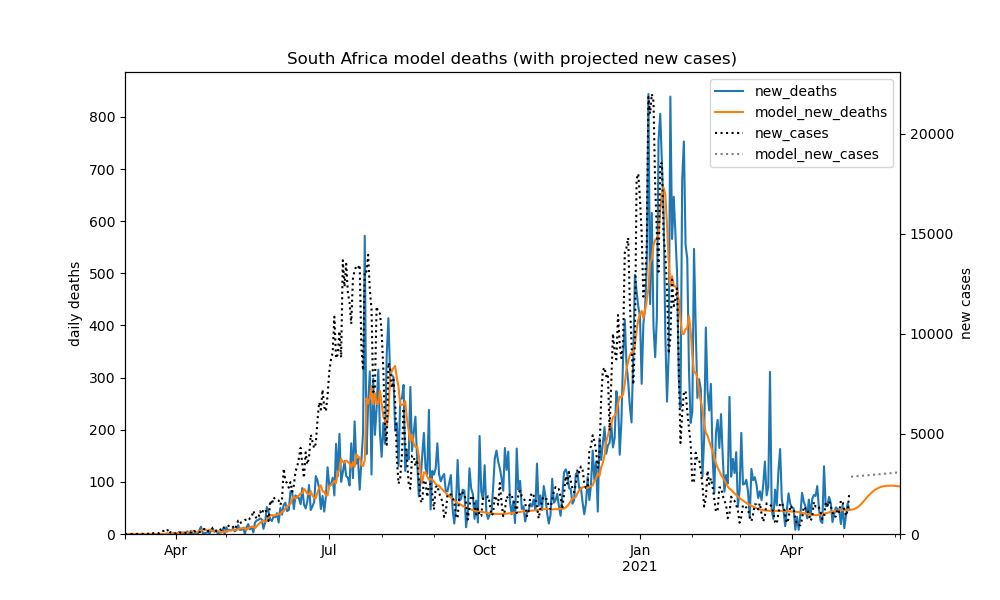 South Africa model deaths (with projected new cases)
new_deaths
model_new_deaths
new_cases
model_new_cases
daily deaths
800
700
600
500
400
300
200
100
0
new cases
20000
15000
10000
5000
0
Apr
Jul
Oct
Jan
2021
Apr